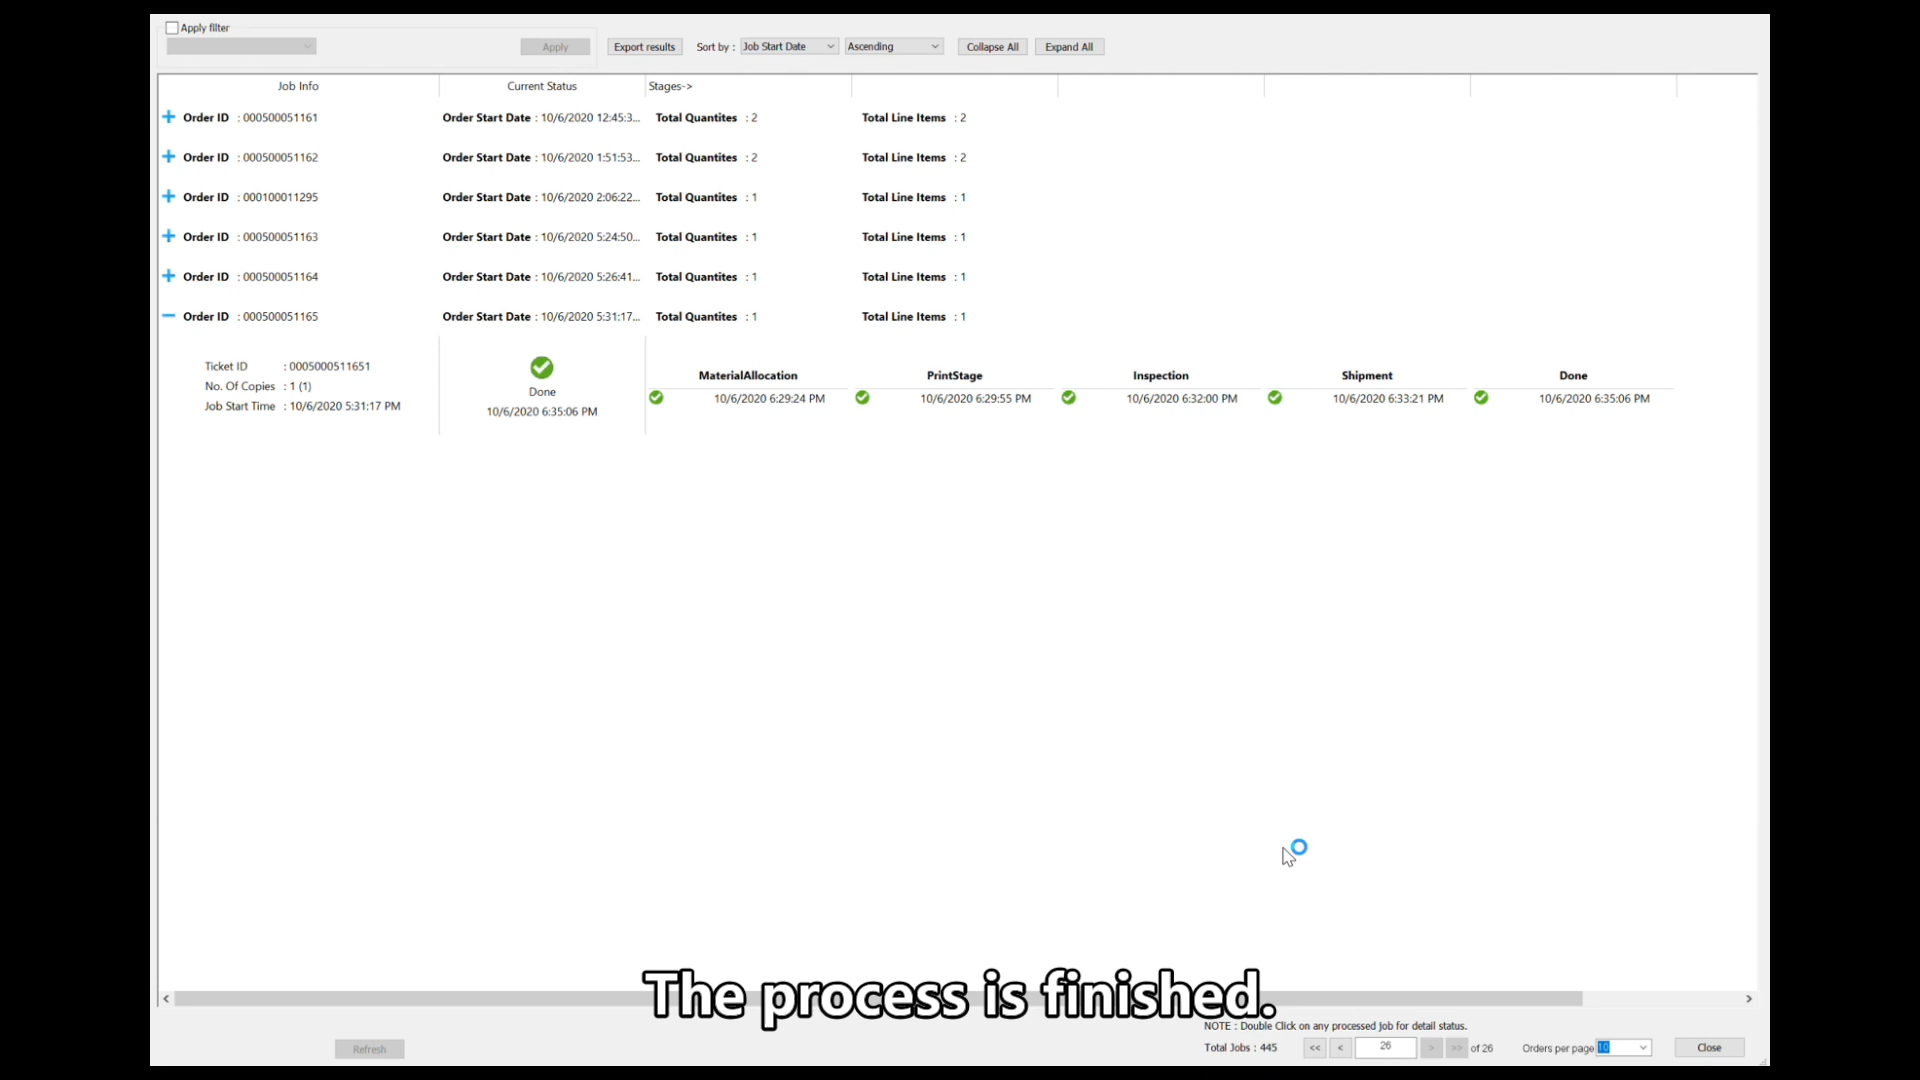 Apply filter
Apply Export results Sort by : Job Start Date Ascending Collapse All Expand All
Job Info Current Status Stages->
Order ID : 000500051161 Order Start Date : 10/6/2020 12:45:3... Total Quantites : 2 Total Line Items : 2
Order ID : 000500051162 Order Start Date : 10/6/2020 1:51:53... Total Quantites : 2 Total Line Items : 2
Order ID : 000100011295 Order Start Date : 10/6/2020 2:06:22... Total Quantites : 1 Total Line Items : 1
Order ID : 000500051163 Order Start Date : 10/6/2020 5:24:50... Total Quantites : 1 Total Line Items : 1
Order ID : 000500051164 Order Start Date : 10/6/2020 5:26:41... Total Quantites : 1 Total Line Items : 1
Order ID : 000500051165 Order Start Date : 10/6/2020 5:31:17... Total Quantites : 1 Total Line Items : 1
Ticket ID : 0005000511651
No. Of Copies : 1 (1)
Job Start Time : 10/6/2020 5:31:17 PM
Done
10/6/2020 6:35:06 PM
MaterialAllocation PrintStage Inspection Shipment Done
10/6/2020 6:29:24 PM 10/6/2020 6:29:55 PM 10/6/2020 6:32:00 PM 10/6/2020 6:33:21 PM 10/6/2020 6:35:06 PM
The process is finished.
NOTE : Double Click on any processed job for detail status.
Refresh Total Jobs : 445 << < 26 > >> of 26 Orders per page 10 Close